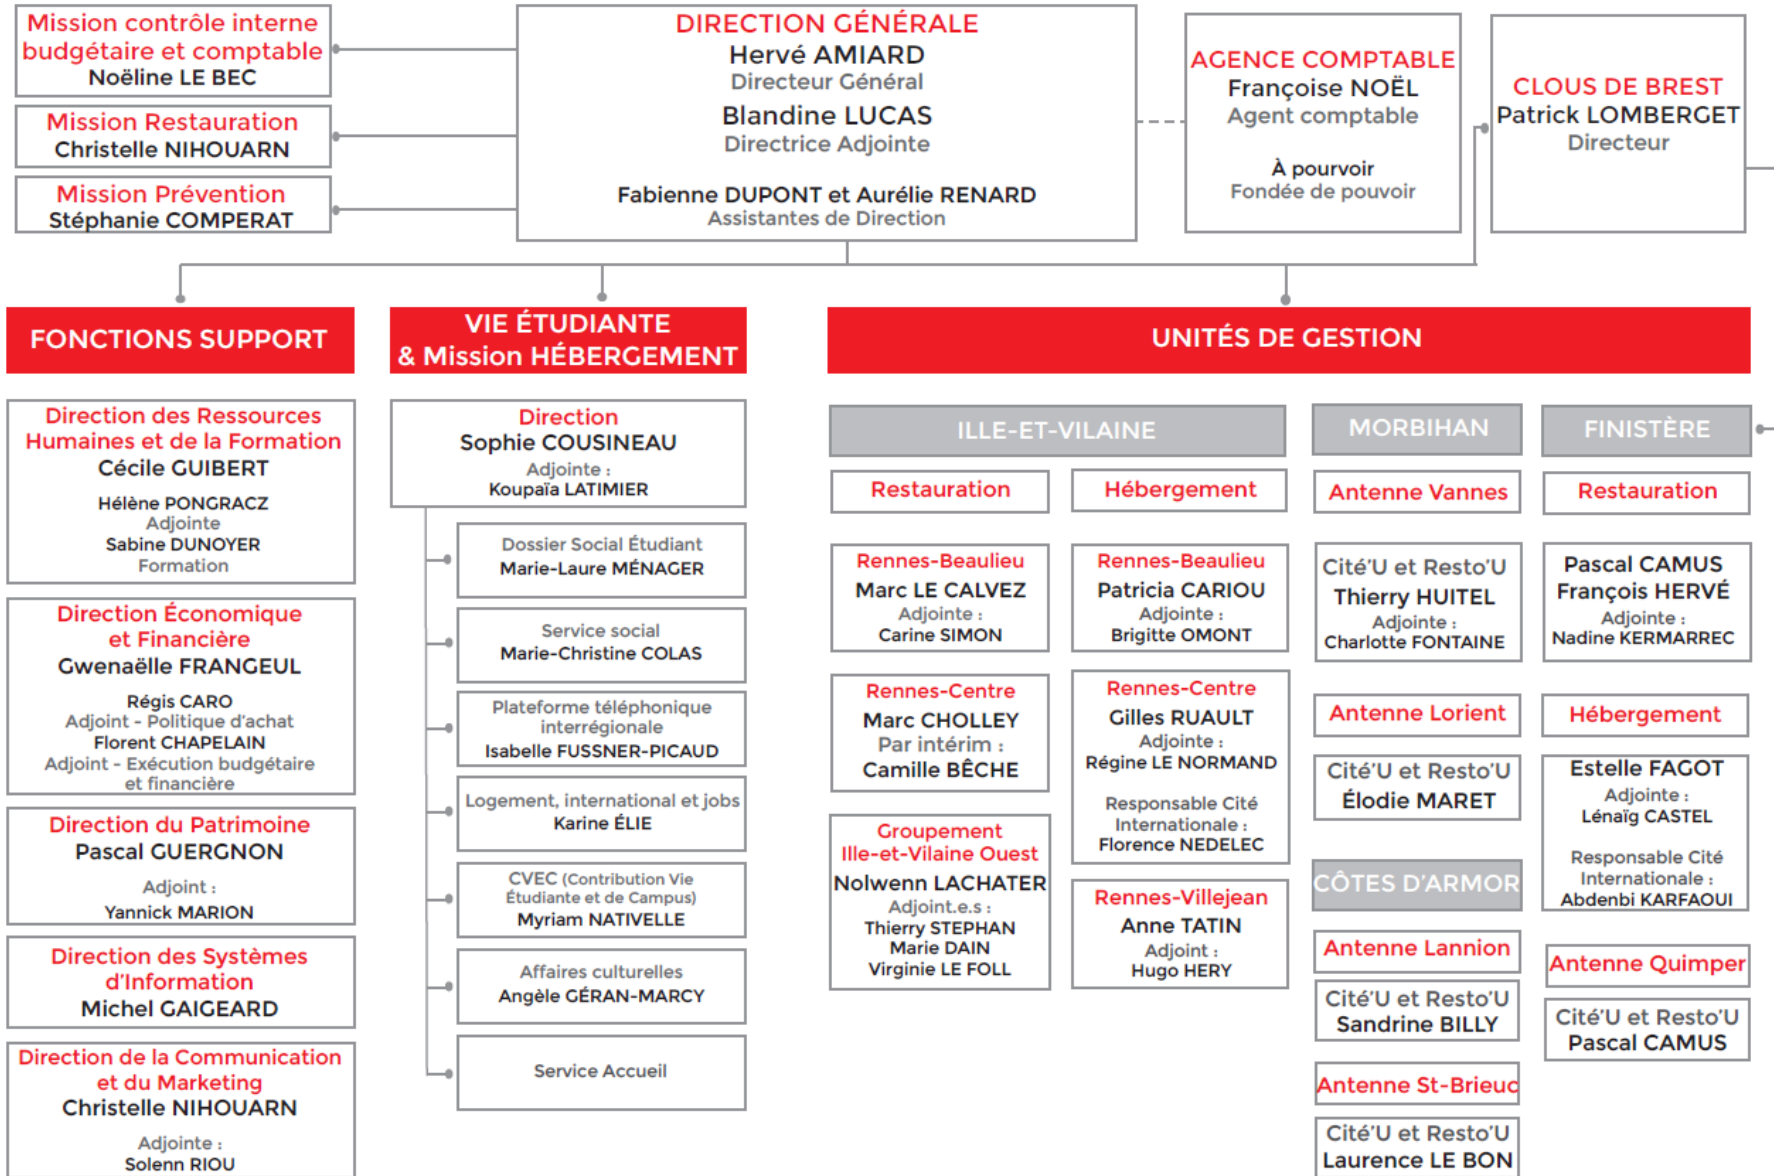 Mission contrôle interne
budgétaire et comptable
Noëline LE BEC
Mission Restauration
Christelle NIHOUARN
Mission Prévention
Stéphanie COMPERAT
DIRECTION GÉNÉRALE
Hervé AMIARD
Directeur Général
Blandine LUCAS
Directrice Adjointe
Fabienne DUPONT et Aurélie RENARD
Assistantes de Direction
AGENCE COMPTABLE
Françoise NOËL
Agent comptable
À pourvoir
Fondée de pouvoir
CLOUS DE BREST
Patrick LOMBERGET
Directeur
FONCTIONS SUPPORT
Direction des Ressources
Humaines et de la Formation
Cécile GUIBERT
Hélène PONGRACZ
Adjointe
Sabine DUNOYER
Formation
Direction Économique
et Financière
Gwenaëlle FRANGEUL
Régis CARO
Adjoint - Politique d'achat
Florent CHAPELAIN
Adjoint - Exécution budgétaire
et financière
Direction du Patrimoine
Pascal GUERGNON
Adjoint :
Yannick MARION
Direction des Systèmes
d'Information
Michel GAIGEARD
Direction de la Communication
et du Marketing
Christelle NIHOUARN
Adjointe :
Solenn RIOU
VIE ÉTUDIANTE
& Mission HÉBERGEMENT
Direction
Sophie COUSINEAU
Adjointe :
Koupaïa LATIMIER
Dossier Social Étudiant
Marie-Laure MÉNAGER
Service social
Marie-Christine COLAS
Plateforme téléphonique
interrégionale
Isabelle FUSSNER-PICAUD
Logement, international et jobs
Karine ÉLIE
CVEC (Contribution Vie
Étudiante et de Campus)
Myriam NATIVELLE
Affaires culturelles
Angèle GÉRAN-MARCY
Service Accueil
UNITÉS DE GESTION
ILLE-ET-VILAINE
Restauration
Rennes-Beaulieu
Marc LE CALVEZ
Adjointe :
Carine SIMON
Rennes-Centre
Marc CHOLLEY
Par intérim :
Camille BÊCHE
Groupement
Ille-et-Vilaine Ouest
Nolwenn LACHATER
Adjoint.e.s :
Thierry STEPHAN
Marie DAIN
Virginie LE FOLL
Hébergement
Rennes-Beaulieu
Patricia CARIOU
Adjointe :
Brigitte OMONT
Rennes-Centre
Gilles RUAULT
Adjointe :
Régine LE NORMAND
Responsable Cité
Internationale :
Florence NEDELEC
Rennes-Villejean
Anne TATIN
Adjoint :
Hugo HERY
MORBIHAN
Antenne Vannes
Cité'U et Resto'U
Thierry HUITEL
Adjointe :
Charlotte FONTAINE
Antenne Lorient
Cité'U et Resto'U
Élodie MARET
CÔTES D'ARMOR
Antenne Lannion
Cité'U et Resto'U
Sandrine BILLY
Antenne St-Brieuc
Cité'U et Resto'U
Laurence LE BON
FINISTÈRE
Restauration
Pascal CAMUS
François HERVÉ
Adjointe :
Nadine KERMARREC
Hébergement
Estelle FAGOT
Adjointe :
Lénaïg CASTEL
Responsable Cité
Internationale :
Abdenbi KARFAOUI
Antenne Quimper
Cité'U et Resto'U
Pascal CAMUS